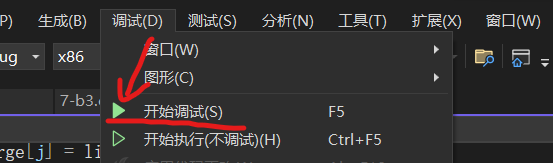 P) 生成(B) 调试(D) 测试(S) 分析(N) 工具(T) 扩展(X) 窗口(W)
ug x86 窗口(W)
图形(C)
7-b3. 开始调试(S) F5
rge[j] = li 开始执行(不调试)(H) Ctrl+F5